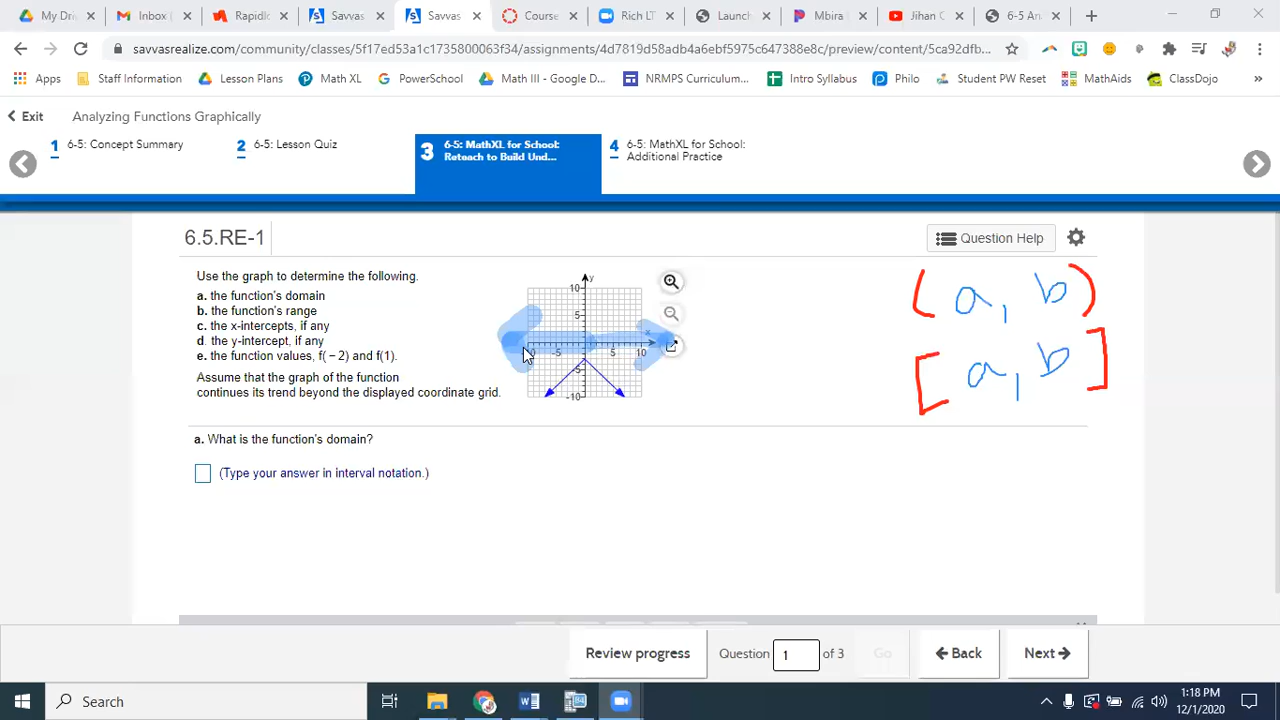 My Dri
Inbox (
Rapidl
Savvas
Savvas
Course
Rich LT
Launch
Mbira
Jihan C
6-5 An
savvasrealize.com/community/classes/5f17ed53a1c1735800063f34/assignments/4d7819d58adb4a6ebf5975c647388e8c/preview/content/5ca92dfb...
Apps
Staff Information
Lesson Plans
Math XL
PowerSchool
Math III - Google D...
NRMPS Curriculum...
Intro Syllabus
Philo
Student PW Reset
MathAids
ClassDojo
»
Exit
Analyzing Functions Graphically
1 6-5: Concept Summary
2 6-5: Lesson Quiz
3 6-5: MathXL for School: Reteach to Build Und...
4 6-5: MathXL for School: Additional Practice
6.5.RE-1
Question Help
Use the graph to determine the following.
a. the function's domain
b. the function's range
c. the x-intercepts, if any
d. the y-intercept, if any
e. the function values, f(−2) and f(1).
Assume that the graph of the function
continues its trend beyond the displayed coordinate grid.
y
10
5
x
-5 5 10
-5
-10
(a, b)
[a, b]
a. What is the function's domain?
(Type your answer in interval notation.)
Review progress
Question 1 of 3
Go
Back
Next
Search
1:18 PM
12/1/2020